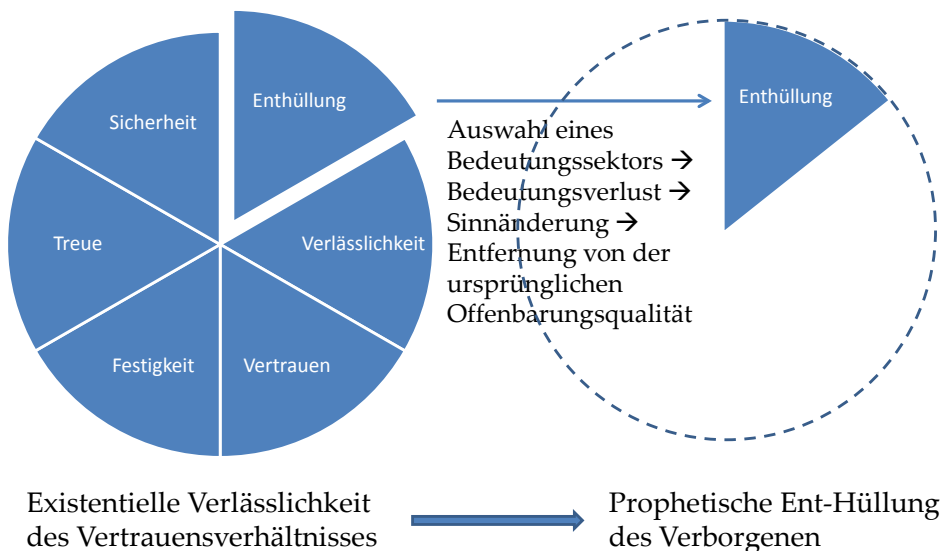 Enthüllung
Sicherheit
Treue
Verlässlichkeit
Festigkeit
Vertrauen
Auswahl eines
Bedeutungssektors →
Bedeutungsverlust →
Sinnänderung →
Entfernung von der
ursprünglichen
Offenbarungsqualität
Enthüllung
Existentielle Verlässlichkeit
des Vertrauensverhältnisses
Prophetische Ent-Hüllung
des Verborgenen